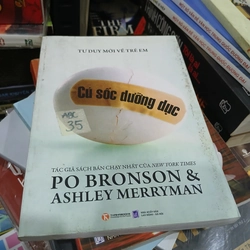 TƯ DUY MỚI VỀ TRẺ EM
Cú sốc dưỡng dục
ABC
35
TÁC GIẢ SÁCH BÁN CHẠY NHẤT CỦA NEW YORK TIMES
PO BRONSON &
ASHLEY MERRYMAN